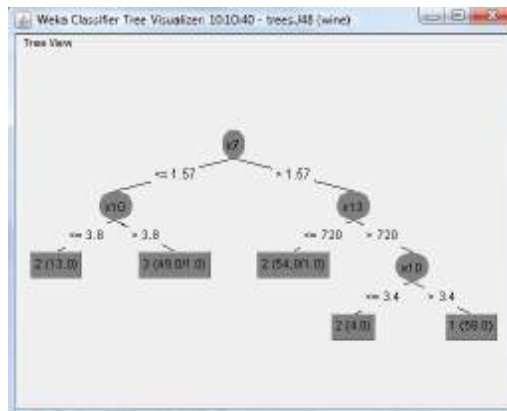 Weka Classifier Tree Visualizer: 10:10:40 - trees.J48 (wine)
Tree View
x7
<= 1.57 > 1.57
x10 x13
<= 3.8 > 3.8 <= 720 > 720
2 (13.0) 3 (49.0/1.0) 2 (54.0/1.0) x10
<= 3.4 > 3.4
2 (4.0) 1 (58.0)